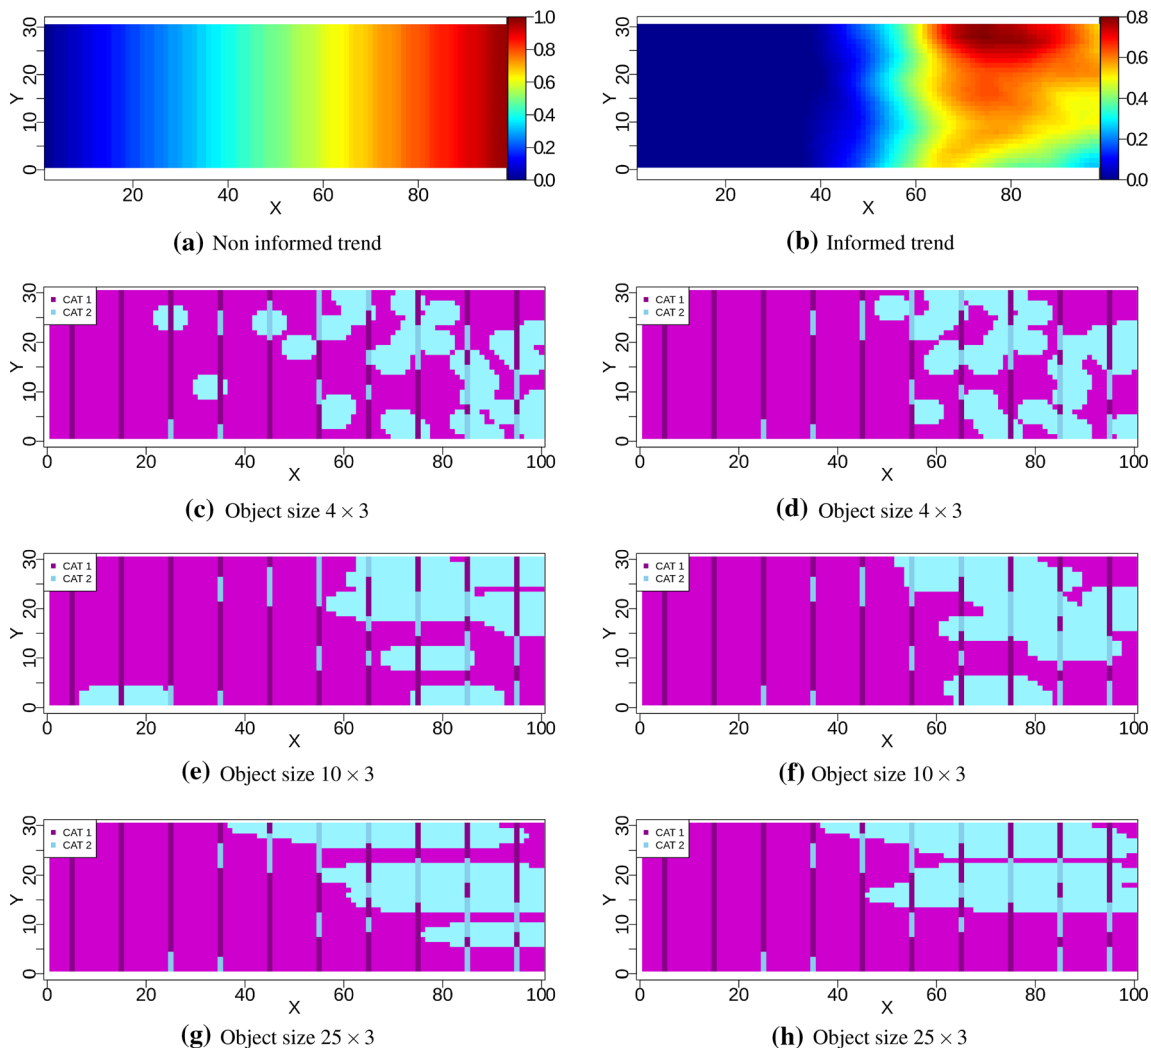 30
20
10
0
Y
20
40
60
80
X
1.0
0.8
0.6
0.4
0.2
0.0
(a) Non informed trend
30
20
10
0
Y
20
40
60
80
X
0.8
0.6
0.4
0.2
0.0
(b) Informed trend
30
20
10
0
Y
CAT 1
CAT 2
0
20
40
60
80
100
X
(c) Object size 4 × 3
30
20
10
0
Y
CAT 1
CAT 2
0
20
40
60
80
100
X
(d) Object size 4 × 3
30
20
10
0
Y
CAT 1
CAT 2
0
20
40
60
80
100
X
(e) Object size 10 × 3
30
20
10
0
Y
CAT 1
CAT 2
0
20
40
60
80
100
X
(f) Object size 10 × 3
30
20
10
0
Y
CAT 1
CAT 2
0
20
40
60
80
100
X
(g) Object size 25 × 3
30
20
10
0
Y
CAT 1
CAT 2
0
20
40
60
80
100
X
(h) Object size 25 × 3